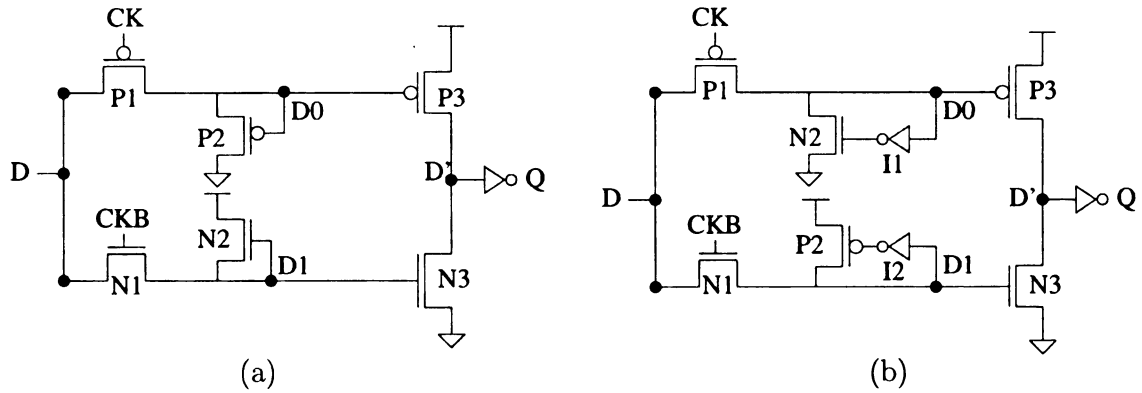 CK
P1
P2
D0
P3
D
D'
Q
CKB
N2
D1
N1
N3
(a)
CK
P1
N2
I1
D0
P3
D
D'
Q
CKB
P2
I2
D1
N1
N3
(b)